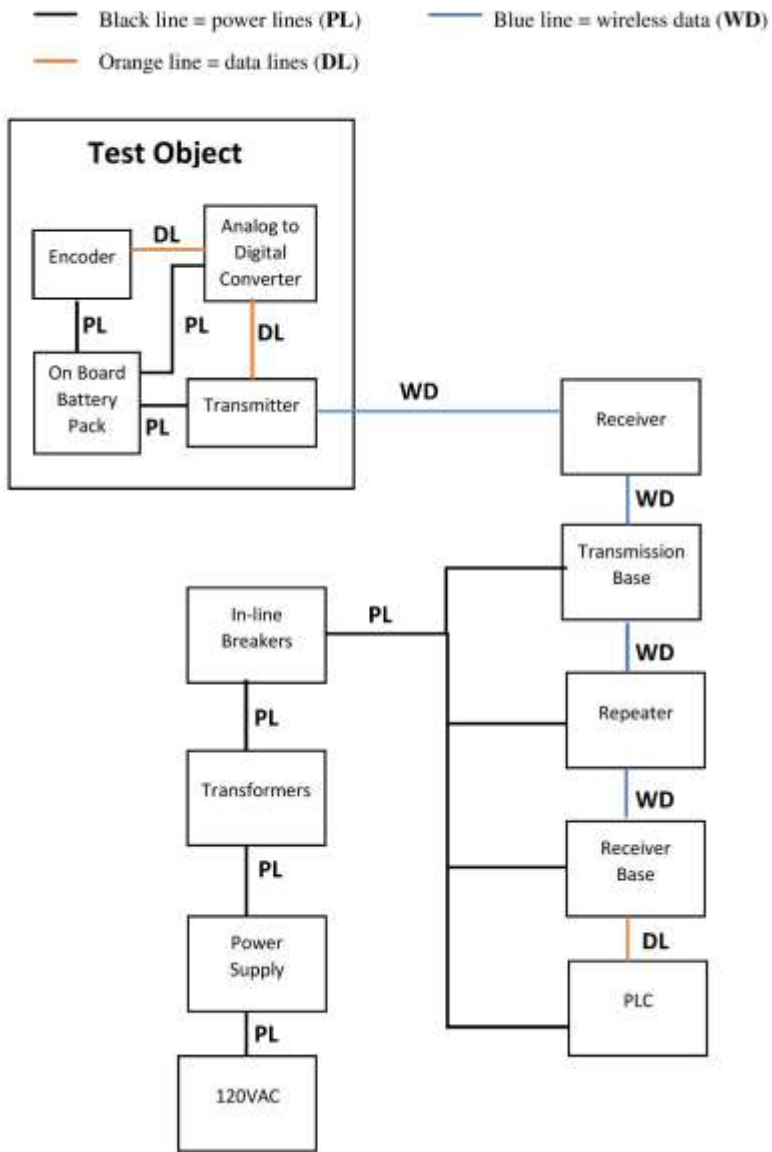 Black line = power lines (PL)
Blue line = wireless data (WD)
Orange line = data lines (DL)
Test Object
Encoder
DL
Analog to
Digital
Converter
PL
PL
DL
On Board
Battery
Pack
PL
Transmitter
WD
Receiver
WD
Transmission
Base
In-line
Breakers
PL
WD
Repeater
PL
Transformers
WD
Receiver
Base
PL
Power
Supply
DL
PLC
PL
120VAC